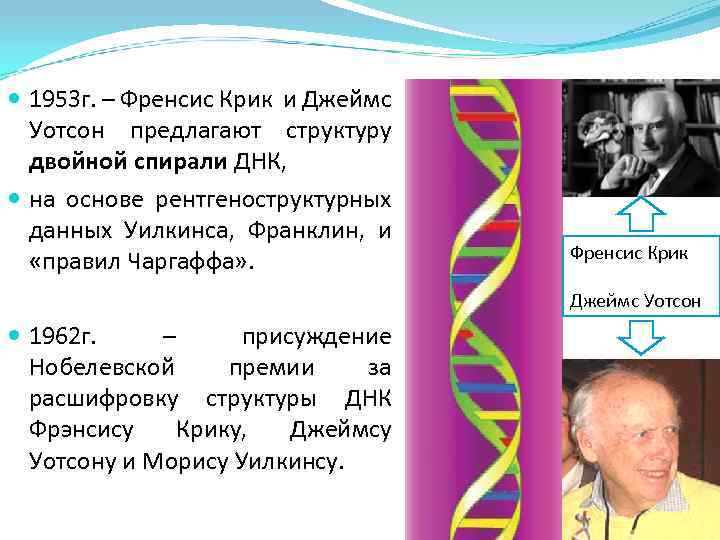 1953г. – Френсис Крик и Джеймс
Уотсон предлагают структуру
двойной спирали ДНК,
на основе рентгеноструктурных
данных Уилкинса, Франклин, и
«правил Чаргаффа».
1962г. – присуждение
Нобелевской премии за
расшифровку структуры ДНК
Фрэнсису Крику, Джеймсу
Уотсону и Морису Уилкинсу.
Френсис Крик
Джеймс Уотсон